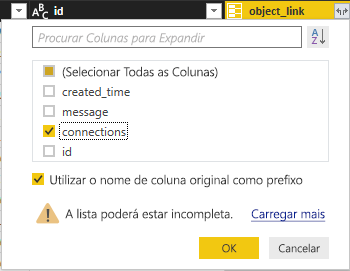 ABC id object_link
Procurar Colunas para Expandir
A
Z
(Selecionar Todas as Colunas)
created_time
message
connections
id
Utilizar o nome de coluna original como prefixo
A lista poderá estar incompleta. Carregar mais
OK Cancelar